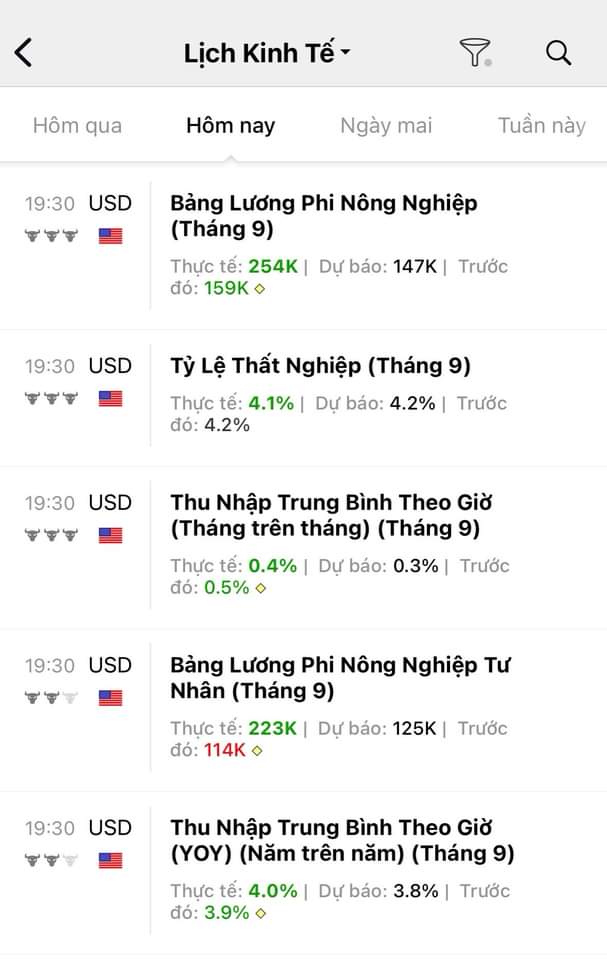 Lịch Kinh Tế
Hôm qua Hôm nay Ngày mai Tuần này
19:30 USD
Bảng Lương Phi Nông Nghiệp
(Tháng 9)
Thực tế: 254K | Dự báo: 147K | Trước
đó: 159K
19:30 USD
Tỷ Lệ Thất Nghiệp (Tháng 9)
Thực tế: 4.1% | Dự báo: 4.2% | Trước
đó: 4.2%
19:30 USD
Thu Nhập Trung Bình Theo Giờ
(Tháng trên tháng) (Tháng 9)
Thực tế: 0.4% | Dự báo: 0.3% | Trước
đó: 0.5%
19:30 USD
Bảng Lương Phi Nông Nghiệp Tư
Nhân (Tháng 9)
Thực tế: 223K | Dự báo: 125K | Trước
đó: 114K
19:30 USD
Thu Nhập Trung Bình Theo Giờ
(YOY) (Năm trên năm) (Tháng 9)
Thực tế: 4.0% | Dự báo: 3.8% | Trước
đó: 3.9%